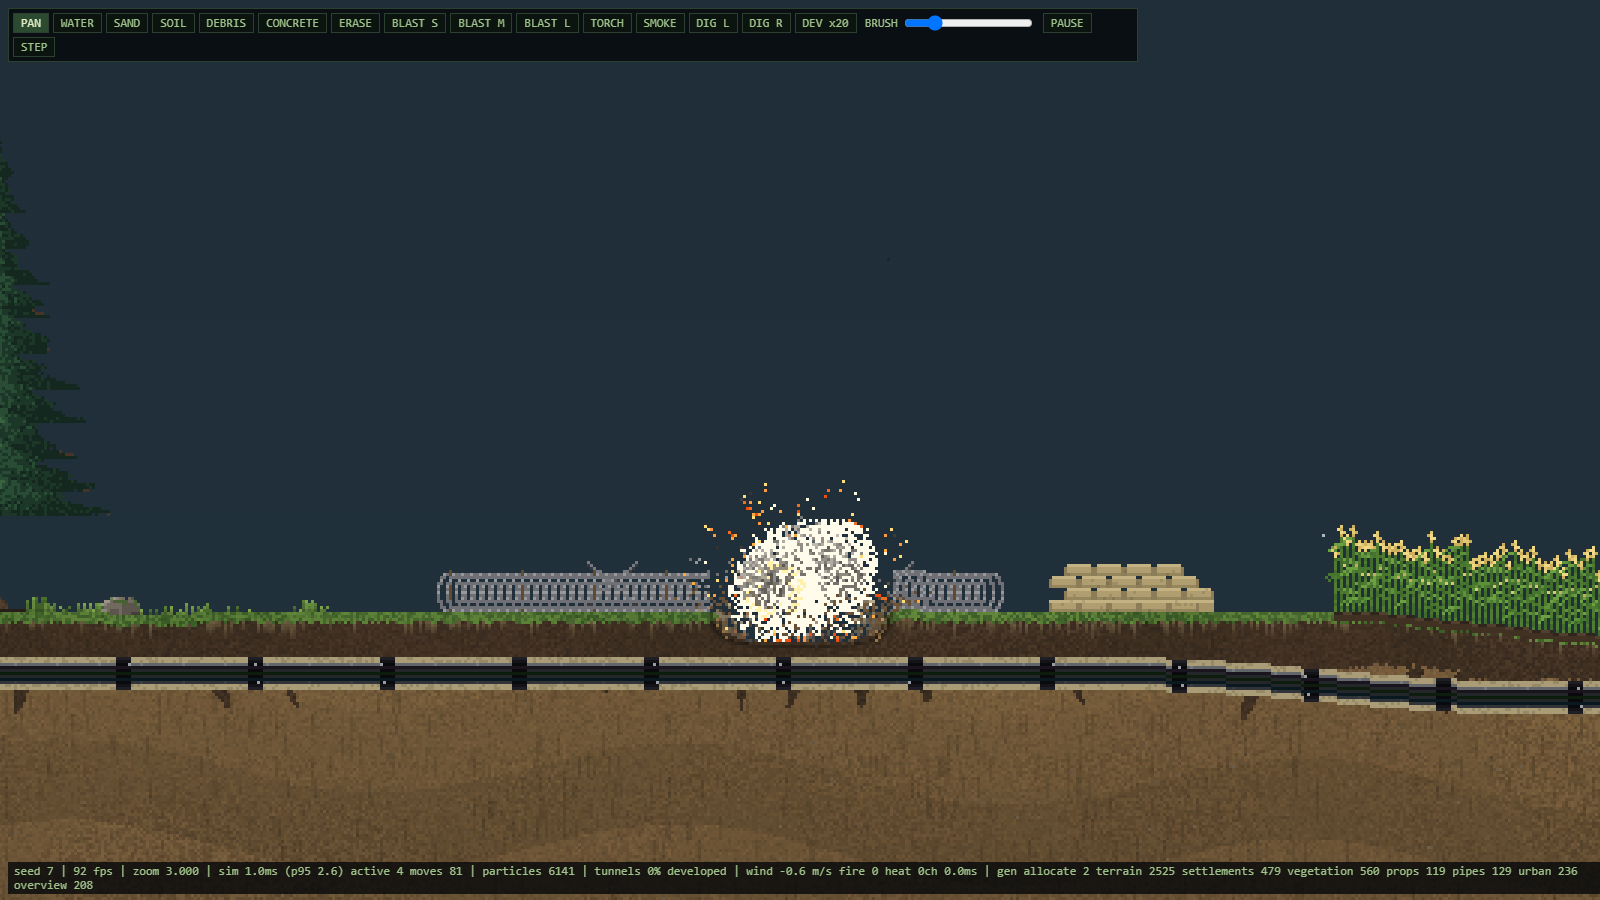 PAN WATER SAND SOIL DEBRIS CONCRETE ERASE BLAST S BLAST M BLAST L TORCH SMOKE DIG L DIG R DEV x20 BRUSH PAUSE
STEP
seed 7 | 92 fps | zoom 3.000 | sim 1.0ms (p95 2.6) active 4 moves 81 | particles 6141 | tunnels 0% developed | wind -0.6 m/s fire 0 heat 0ch 0.0ms | gen allocate 2 terrain 2525 settlements 479 vegetation 560 props 119 pipes 129 urban 236
overview 208